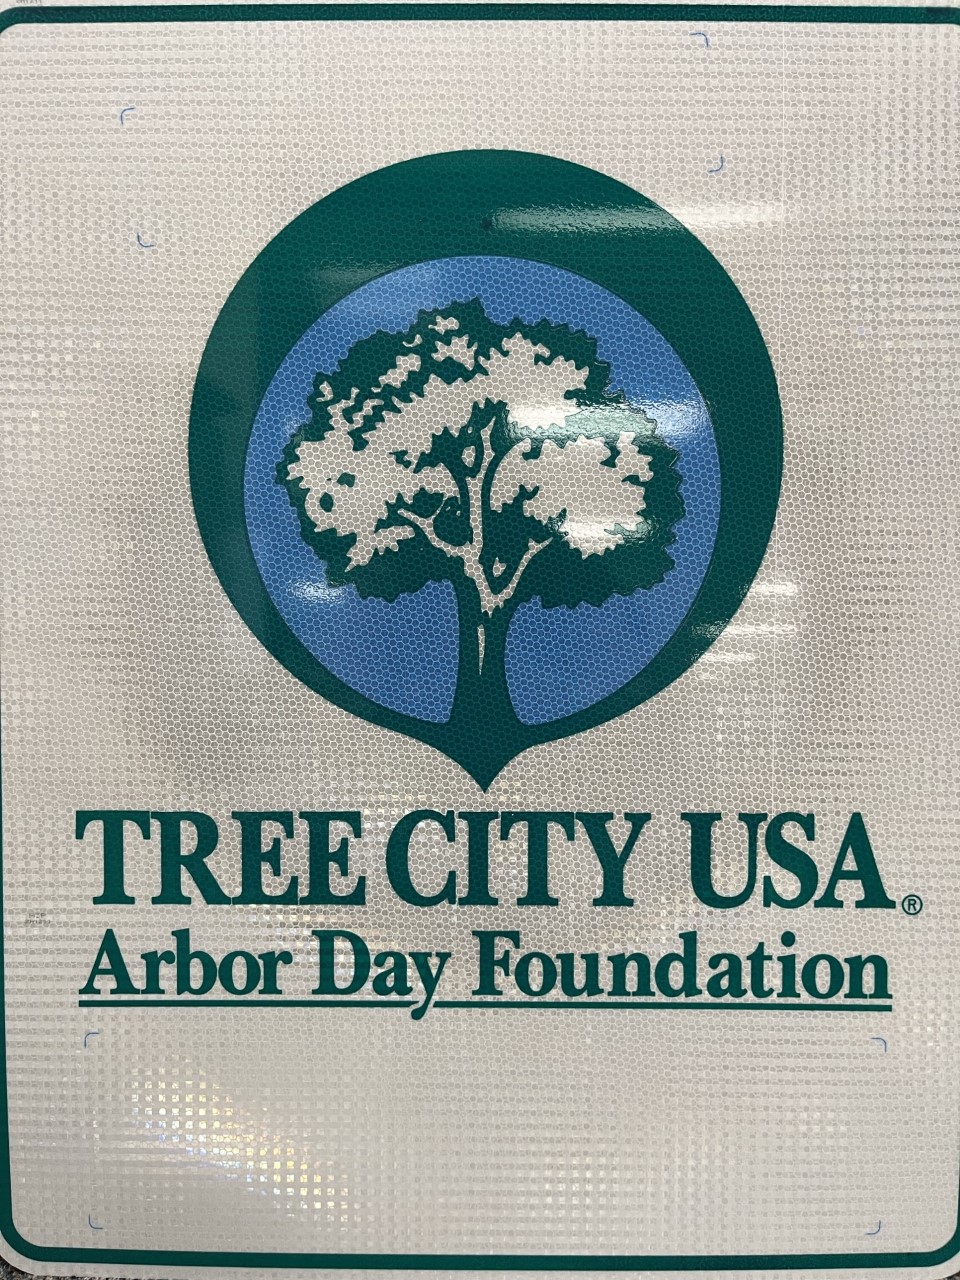 TREE CITY USA®
Arbor Day Foundation